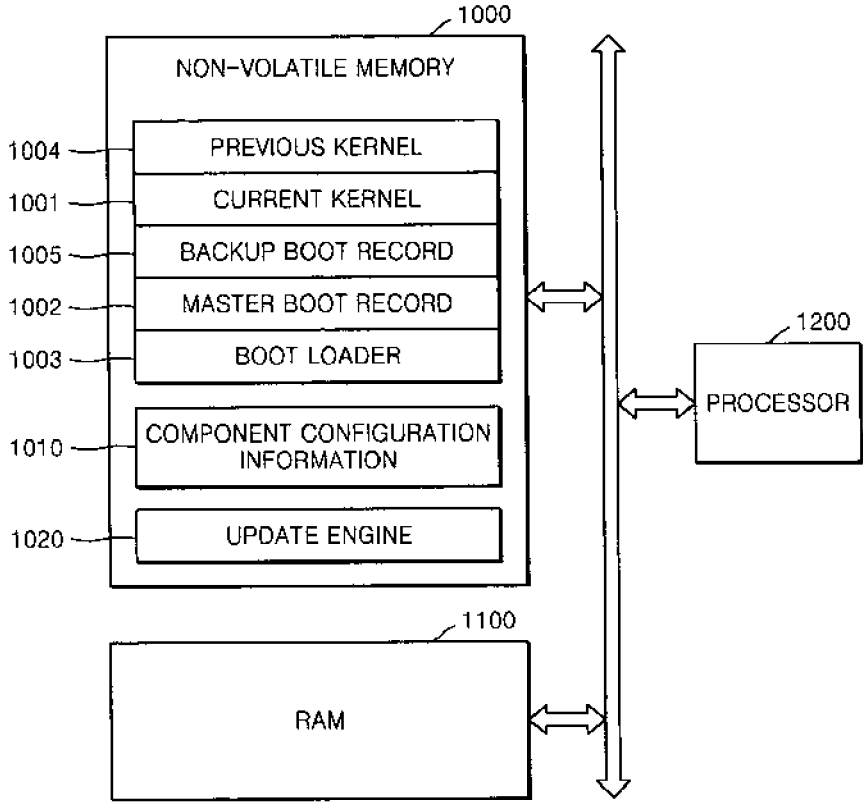 1000
NON-VOLATILE MEMORY
1004
PREVIOUS KERNEL
1001
CURRENT KERNEL
1005
BACKUP BOOT RECORD
1002
MASTER BOOT RECORD
1003
BOOT LOADER
1010
COMPONENT CONFIGURATION
INFORMATION
1020
UPDATE ENGINE
1200
PROCESSOR
1100
RAM